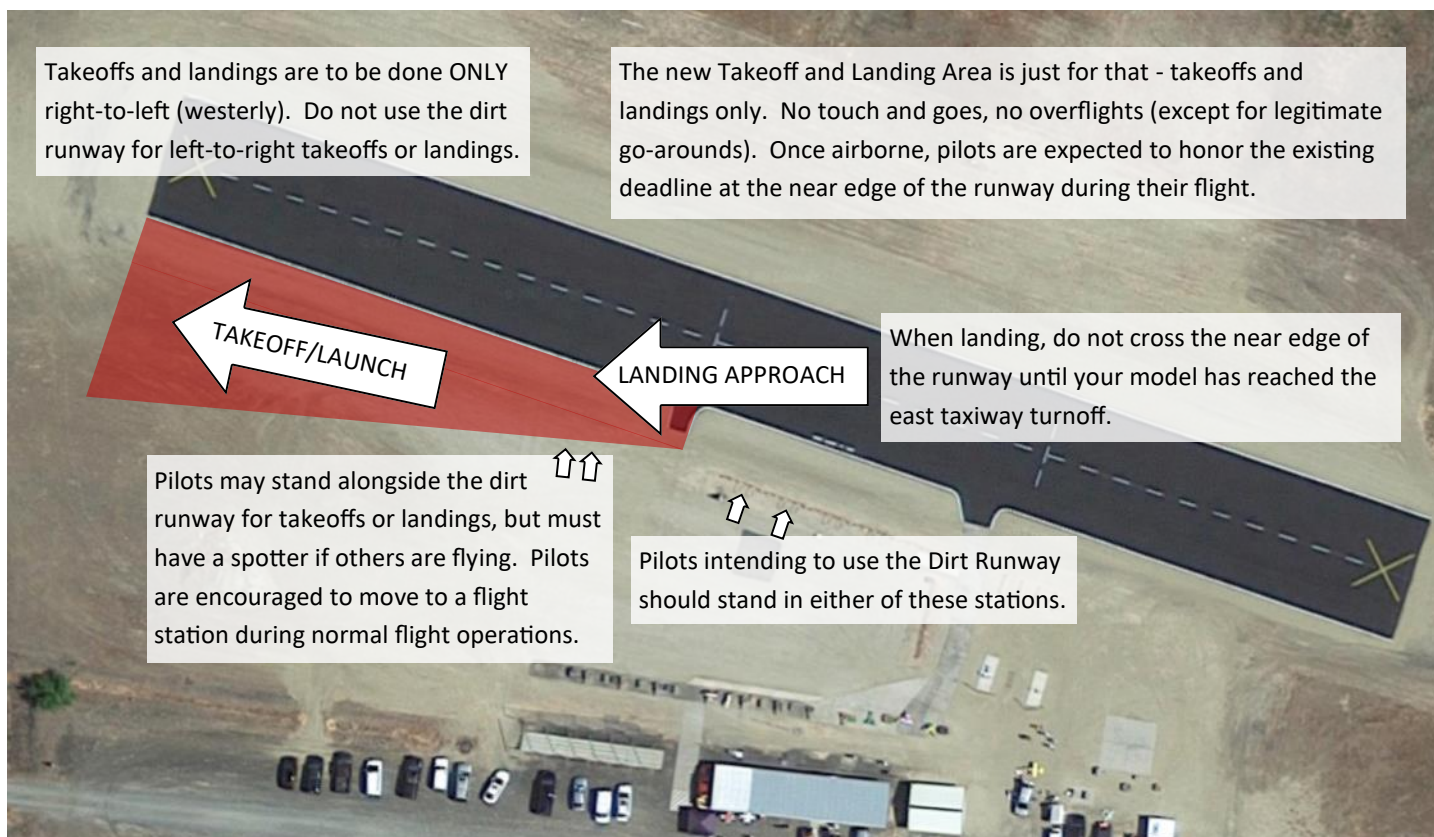 Takeoffs and landings are to be done ONLY
right-to-left (westerly).  Do not use the dirt
runway for left-to-right takeoffs or landings.
The new Takeoff and Landing Area is just for that - takeoffs and
landings only.  No touch and goes, no overflights (except for legitimate
go-arounds).  Once airborne, pilots are expected to honor the existing
deadline at the near edge of the runway during their flight.
TAKEOFF/LAUNCH
LANDING APPROACH
When landing, do not cross the near edge of
the runway until your model has reached the
east taxiway turnoff.
Pilots may stand alongside the dirt
runway for takeoffs or landings, but must
have a spotter if others are flying.  Pilots
are encouraged to move to a flight
station during normal flight operations.
Pilots intending to use the Dirt Runway
should stand in either of these stations.